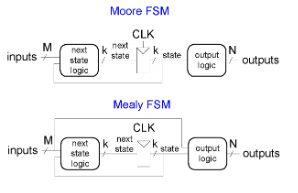 Moore FSM
CLK
inputs M next state logic k next state k state output logic N outputs
Mealy FSM
CLK
inputs M next state logic k next state k state output logic N outputs